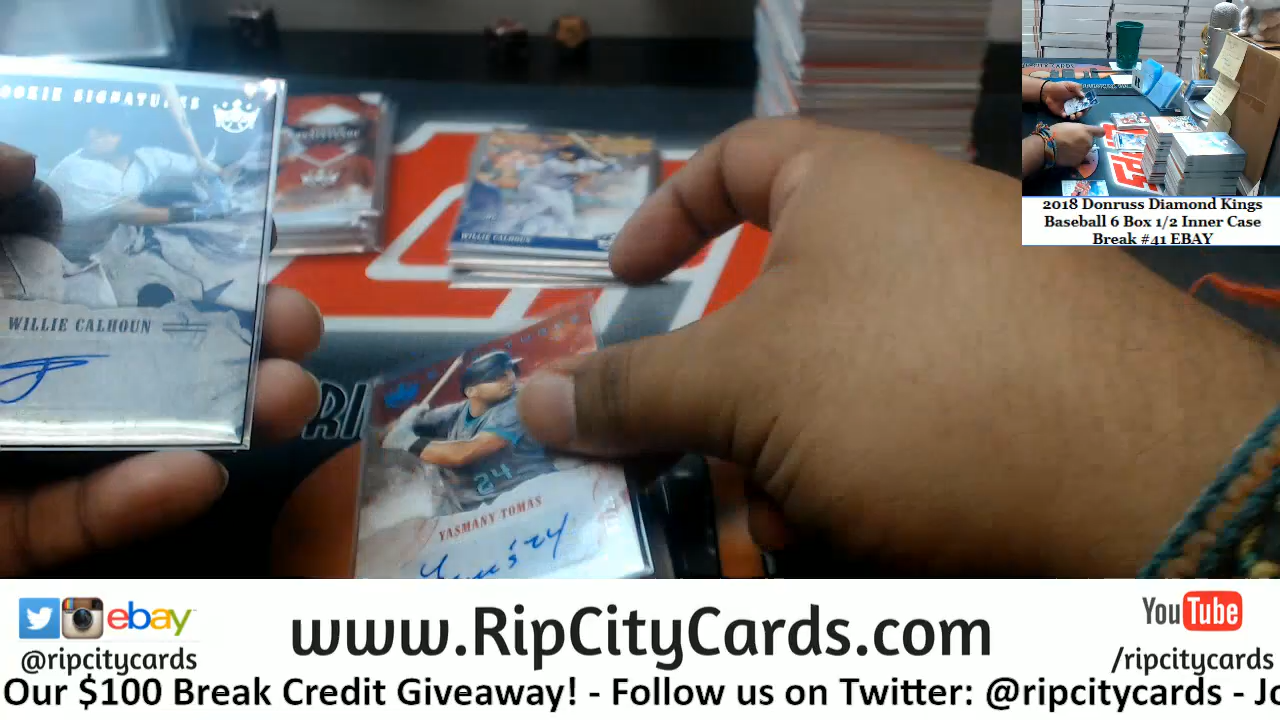 OOKIE SIGNATURES
WILLIE CALHOUN
WILLIE CALHOUN
24
YASMANY TOMAS
RI
2018 Donruss Diamond Kings
Baseball 6 Box 1/2 Inner Case
Break #41 EBAY
ebay
@ripcitycards
www.RipCityCards.com
YouTube
/ripcitycards
Our $100 Break Credit Giveaway! - Follow us on Twitter: @ripcitycards - Jo